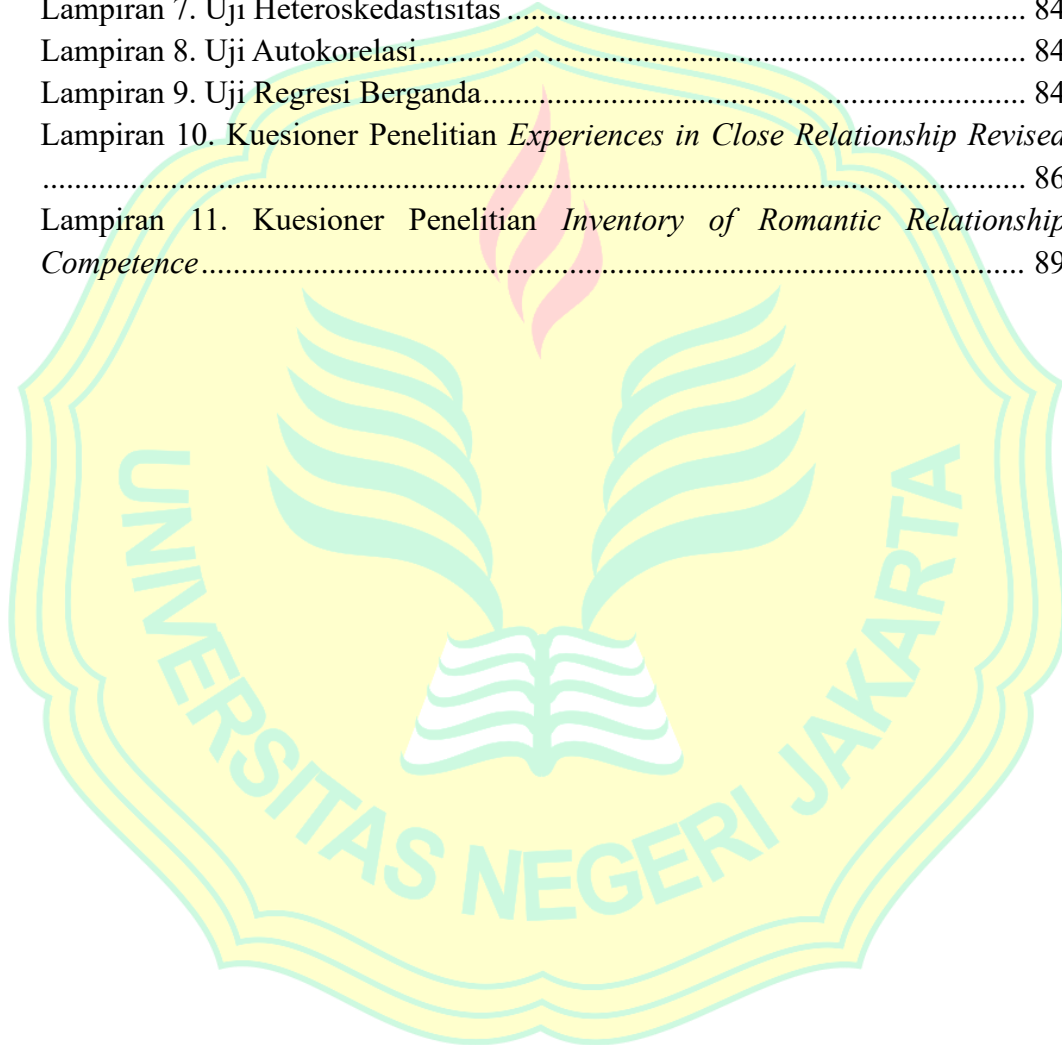 Lampiran 7. Uji Heteroskedastisitas ................................................................ 84
Lampiran 8. Uji Autokorelasi........................................................................... 84
Lampiran 9. Uji Regresi Berganda................................................................... 84
Lampiran 10. Kuesioner Penelitian Experiences in Close Relationship Revised
......................................................................................................................... 86
Lampiran 11. Kuesioner Penelitian Inventory of Romantic Relationship
Competence...................................................................................................... 89
UNIVERSITAS NEGERI JAKARTA